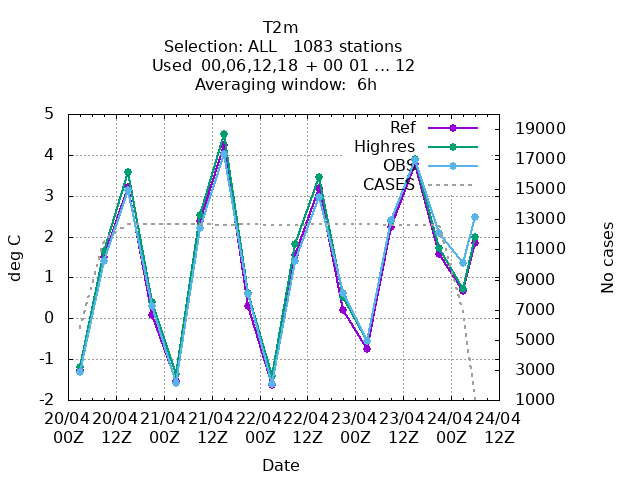 T2m
Selection: ALL   1083 stations
Used  00,06,12,18  + 00 01 ... 12
Averaging window:  6h
5
4
3
2
1
0
-1
-2
deg C
Ref
Highres
OBS
CASES
19000
17000
15000
13000
11000
9000
7000
5000
3000
1000
No cases
20/04 20/04 21/04 21/04 22/04 22/04 23/04 23/04 24/04 24/04
00Z 12Z 00Z 12Z 00Z 12Z 00Z 12Z 00Z 12Z
Date